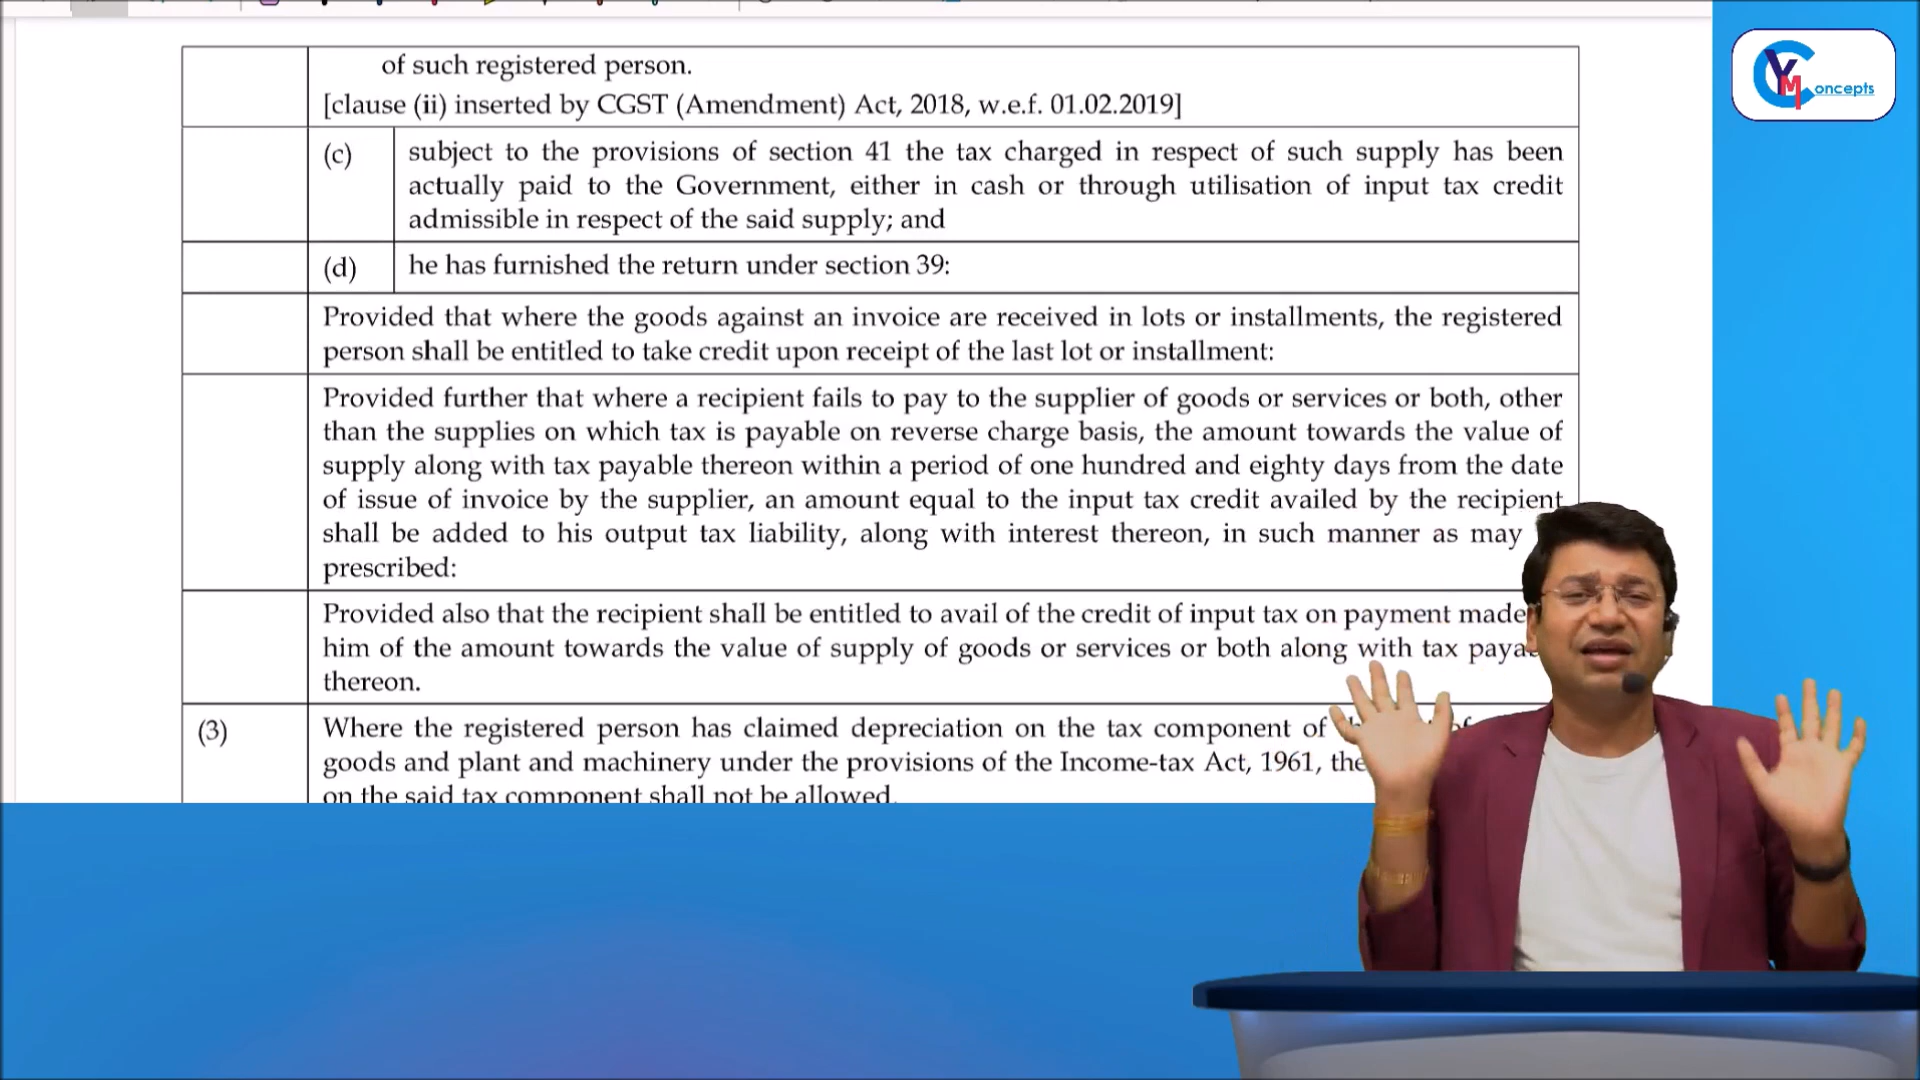 of such registered person.
[clause (ii) inserted by CGST (Amendment) Act, 2018, w.e.f. 01.02.2019]
(c) subject to the provisions of section 41 the tax charged in respect of such supply has been
actually paid to the Government, either in cash or through utilisation of input tax credit
admissible in respect of the said supply; and
(d) he has furnished the return under section 39:
Provided that where the goods against an invoice are received in lots or installments, the registered
person shall be entitled to take credit upon receipt of the last lot or installment:
Provided further that where a recipient fails to pay to the supplier of goods or services or both, other
than the supplies on which tax is payable on reverse charge basis, the amount towards the value of
supply along with tax payable thereon within a period of one hundred and eighty days from the date
of issue of invoice by the supplier, an amount equal to the input tax credit availed by the recipient
shall be added to his output tax liability, along with interest thereon, in such manner as may
prescribed:
Provided also that the recipient shall be entitled to avail of the credit of input tax on payment made
him of the amount towards the value of supply of goods or services or both along with tax
thereon.
(3) Where the registered person has claimed depreciation on the tax component of
goods and plant and machinery under the provisions of the Income-tax Act, 1961, the
on the said tax component shall not be allowed.
YM Concepts